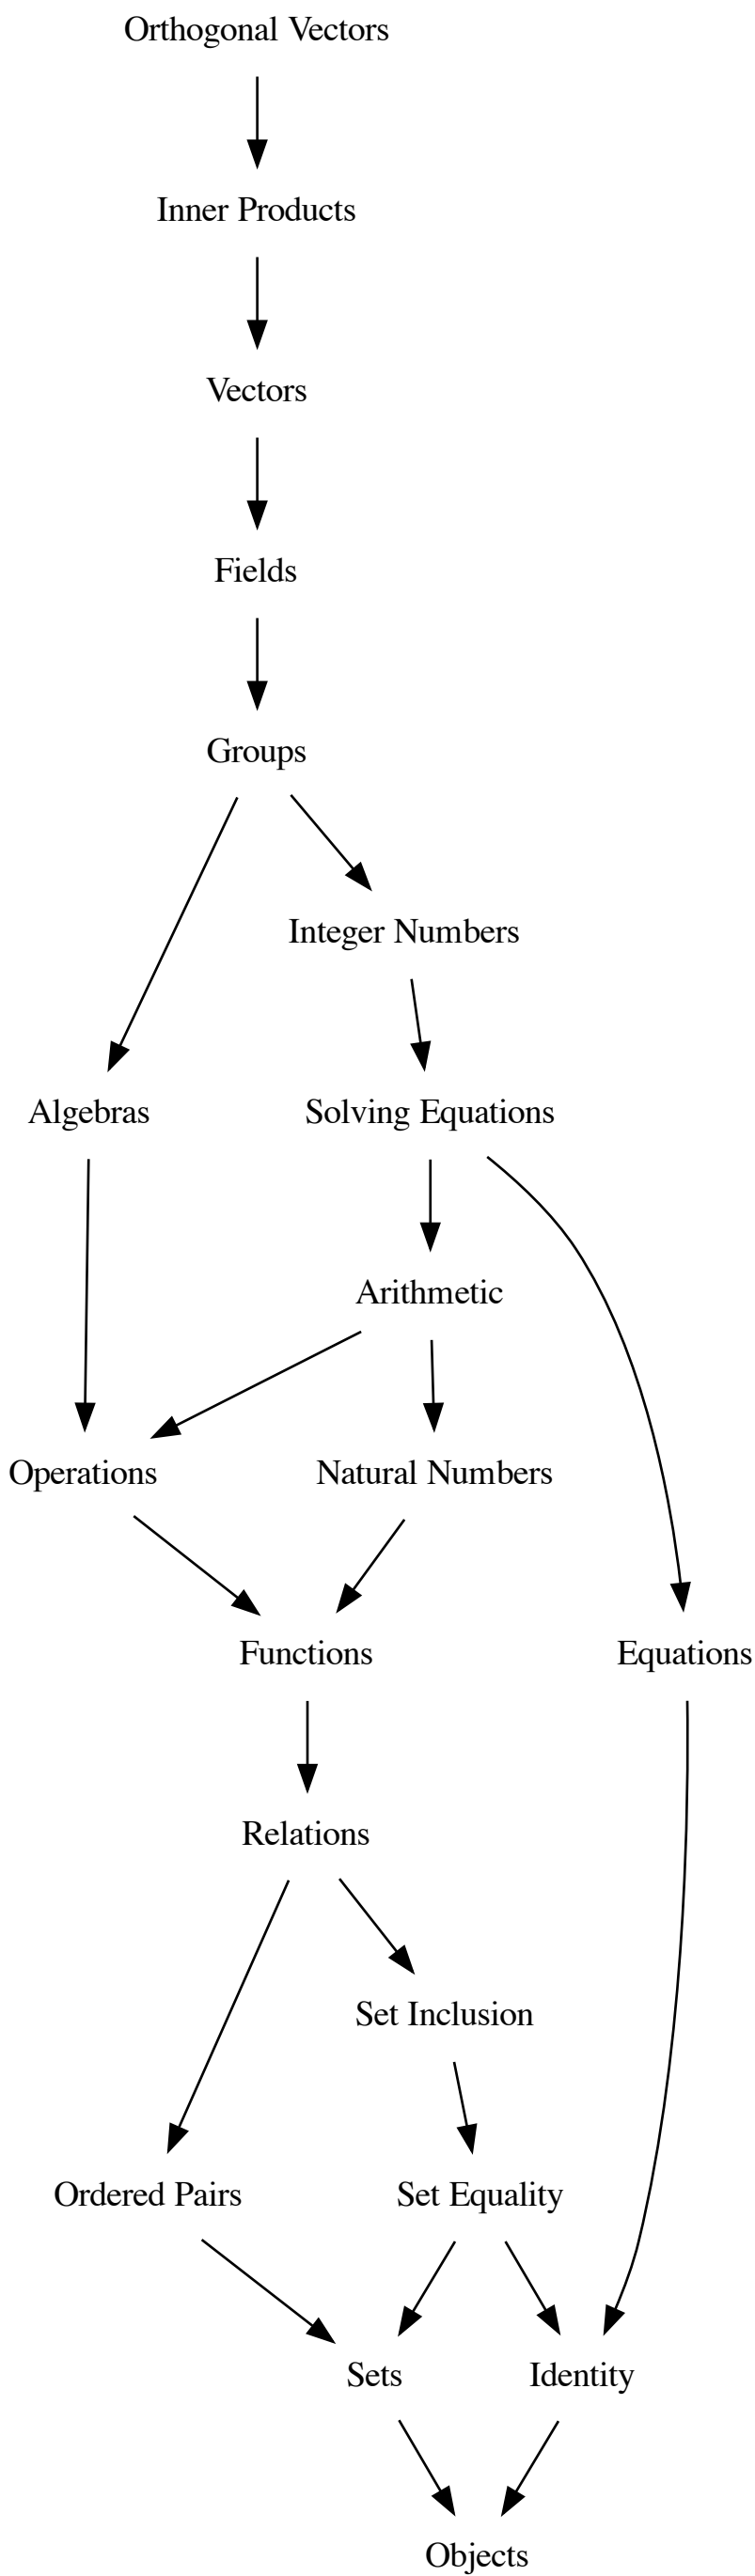 Orthogonal Vectors
Inner Products
Vectors
Fields
Groups
Integer Numbers
Algebras
Solving Equations
Arithmetic
Operations
Natural Numbers
Functions
Equations
Relations
Set Inclusion
Ordered Pairs
Set Equality
Sets
Identity
Objects